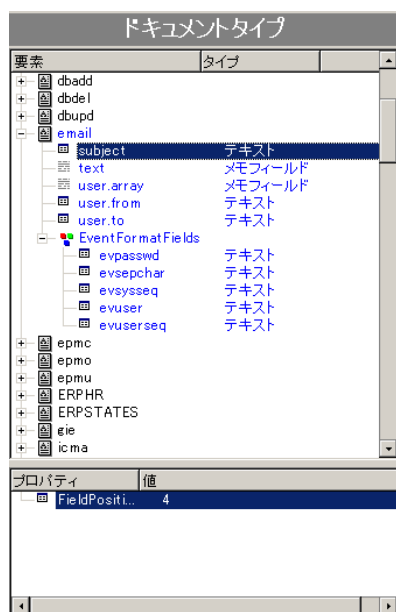 ドキュメントタイプ
要素 タイプ
dbadd
dbdel
dbupd
email
subject テキスト
text メモフィールド
user.array メモフィールド
user.from テキスト
user.to テキスト
EventFormatFields
evpasswd テキスト
evsepchar テキスト
evsysseq テキスト
evuser テキスト
evuserseq テキスト
epmc
epmo
epmu
ERPHR
ERPSTATES
gie
icma
プロパティ 値
FieldPositi... 4